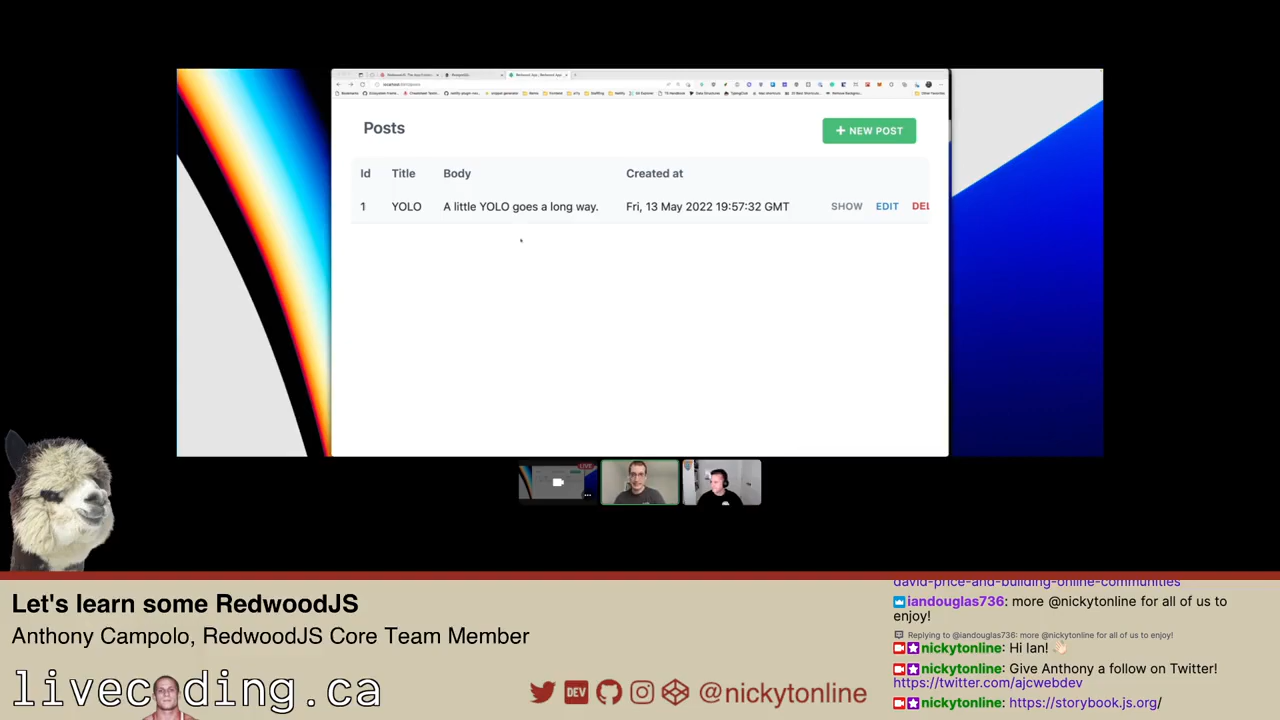 Posts
+ NEW POST
Id Title Body Created at
1 YOLO A little YOLO goes a long way. Fri, 13 May 2022 19:57:32 GMT SHOW EDIT DEL
LIVE
Let's learn some RedwoodJS
Anthony Campolo, RedwoodJS Core Team Member
livecoding.ca
DEV
@nickytonline
david-price-and-building-online-communities
iandouglas736: more @nickytonline for all of us to
enjoy!
Replying to @iandouglas736: more @nickytonline for all of us to enjoy!
nickytonline: Hi Ian! 👋🏻
nickytonline: Give Anthony a follow on Twitter!
https://twitter.com/ajcwebdev
nickytonline: https://storybook.js.org/